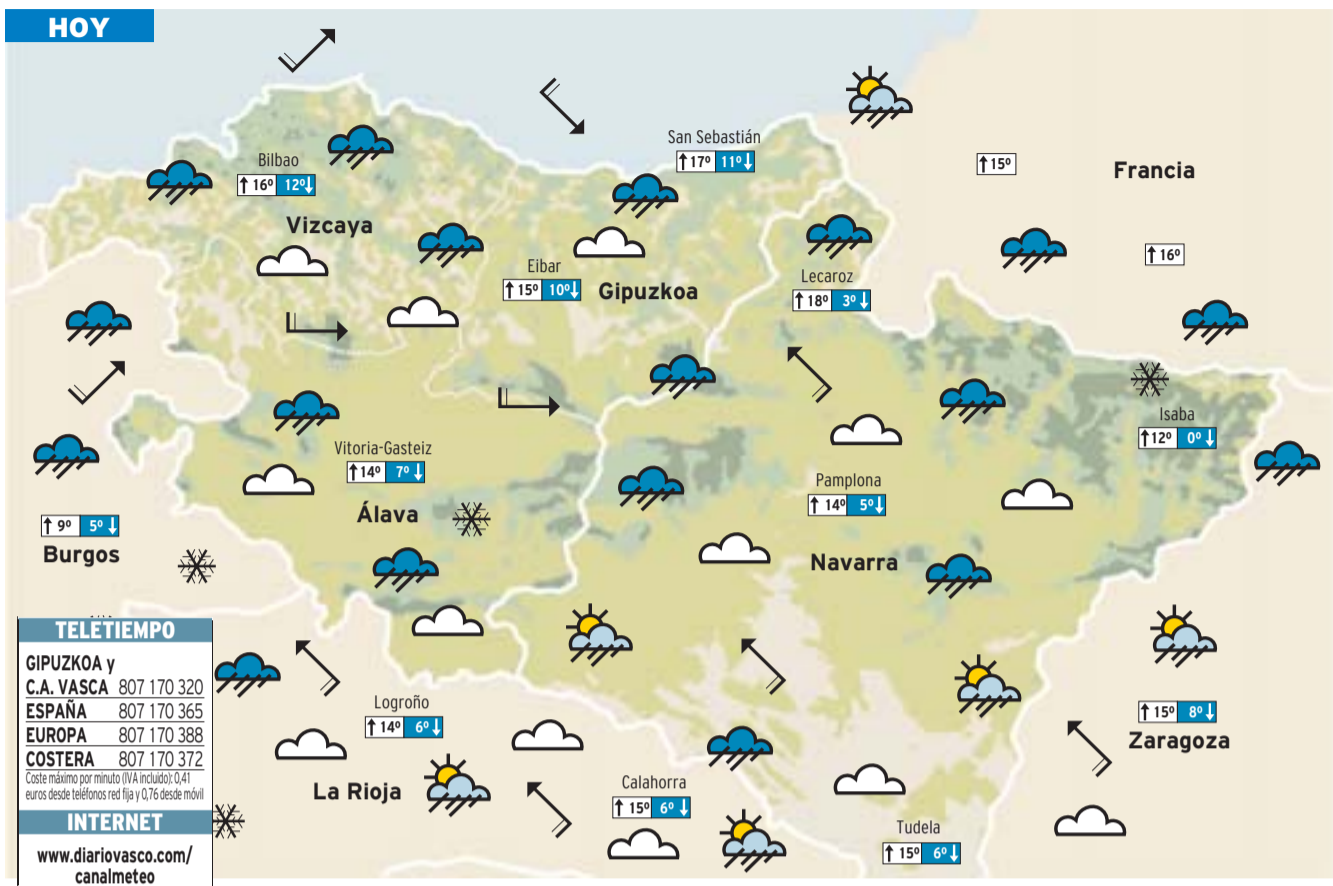 HOY
San Sebastián
↑17º 11º↓
Bilbao
↑16º 12º↓
↑15º
Francia
Vizcaya
↑16º
Eibar
↑15º 10º↓
Gipuzkoa
Lecaroz
↑18º 3º↓
Isaba
↑12º 0º↓
Vitoria-Gasteiz
↑14º 7º↓
Pamplona
↑14º 5º↓
Álava
↑9º 5º↓
Burgos
Navarra
TELETIEMPO
GIPUZKOA y
C.A. VASCA 807 170 320
ESPAÑA 807 170 365
EUROPA 807 170 388
COSTERA 807 170 372
Coste máximo por minuto (IVA incluido): 0,41
euros desde teléfonos red fija y 0,76 desde móvil
INTERNET
www.diariovasco.com/
canalmeteo
Logroño
↑14º 6º↓
La Rioja
↑15º 8º↓
Zaragoza
Calahorra
↑15º 6º↓
Tudela
↑15º 6º↓